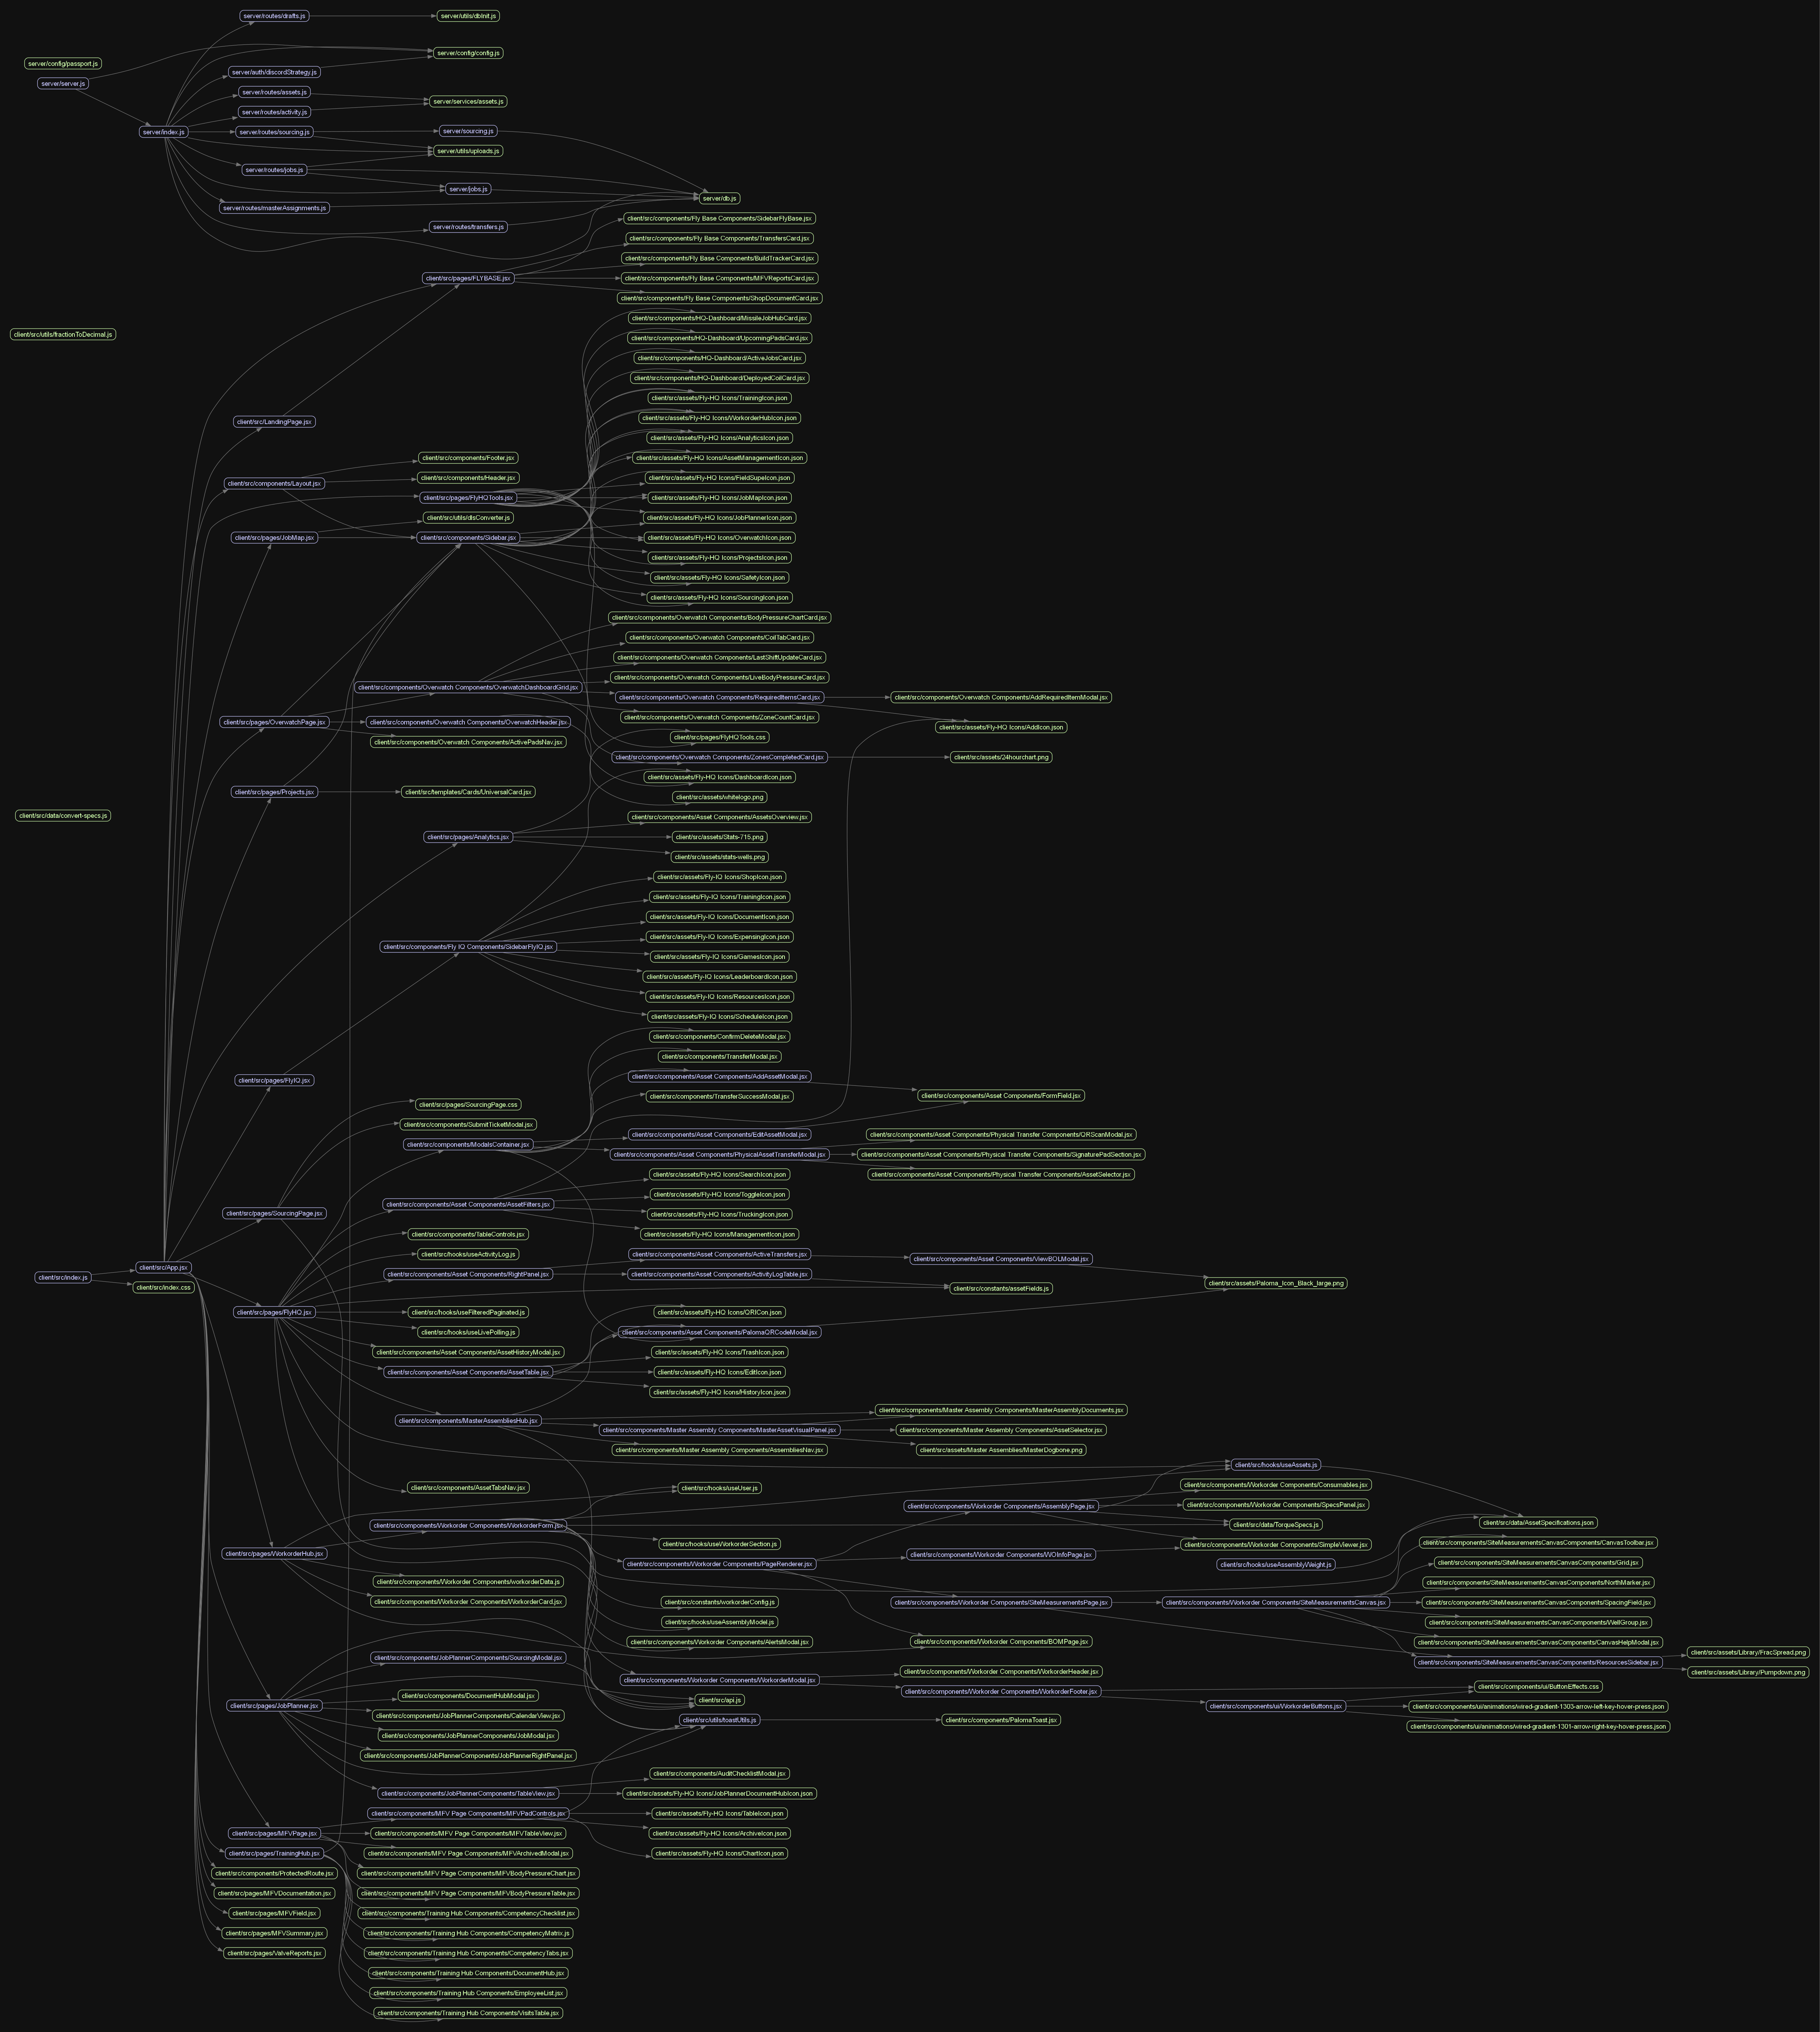 server/routes/drafts.js
server/utils/dbInit.js
server/config/config.js
server/config/passport.js
server/auth/discordStrategy.js
server/server.js
server/routes/assets.js
server/services/assets.js
server/routes/activity.js
server/index.js
server/routes/sourcing.js
server/sourcing.js
server/utils/uploads.js
server/routes/jobs.js
server/jobs.js
server/db.js
server/routes/masterAssignments.js
client/src/components/Fly Base Components/SidebarFlyBase.jsx
server/routes/transfers.js
client/src/components/Fly Base Components/TransfersCard.jsx
client/src/components/Fly Base Components/BuildTrackerCard.jsx
client/src/pages/FLYBASE.jsx
client/src/components/Fly Base Components/MFVReportsCard.jsx
client/src/components/Fly Base Components/ShopDocumentCard.jsx
client/src/components/HQ-Dashboard/MissileJobHubCard.jsx
client/src/utils/fractionToDecimal.js
client/src/components/HQ-Dashboard/UpcomingPadsCard.jsx
client/src/components/HQ-Dashboard/ActiveJobsCard.jsx
client/src/components/HQ-Dashboard/DeployedCoilCard.jsx
client/src/assets/Fly-HQ Icons/TrainingIcon.json
client/src/assets/Fly-HQ Icons/WorkorderHubIcon.json
client/src/LandingPage.jsx
client/src/assets/Fly-HQ Icons/AnalyticsIcon.json
client/src/components/Footer.jsx
client/src/assets/Fly-HQ Icons/AssetManagementIcon.json
client/src/components/Header.jsx
client/src/assets/Fly-HQ Icons/FieldSupeIcon.json
client/src/components/Layout.jsx
client/src/pages/FlyHQTools.jsx
client/src/assets/Fly-HQ Icons/JobMapIcon.json
client/src/utils/dlsConverter.js
client/src/assets/Fly-HQ Icons/JobPlannerIcon.json
client/src/pages/JobMap.jsx
client/src/components/Sidebar.jsx
client/src/assets/Fly-HQ Icons/OverwatchIcon.json
client/src/assets/Fly-HQ Icons/ProjectsIcon.json
client/src/assets/Fly-HQ Icons/SafetyIcon.json
client/src/assets/Fly-HQ Icons/SourcingIcon.json
client/src/components/Overwatch Components/BodyPressureChartCard.jsx
client/src/components/Overwatch Components/CoilTabCard.jsx
client/src/components/Overwatch Components/LastShiftUpdateCard.jsx
client/src/components/Overwatch Components/LiveBodyPressureCard.jsx
client/src/components/Overwatch Components/OverwatchDashboardGrid.jsx
client/src/components/Overwatch Components/RequiredItemsCard.jsx
client/src/components/Overwatch Components/AddRequiredItemModal.jsx
client/src/components/Overwatch Components/ZoneCountCard.jsx
client/src/pages/OverwatchPage.jsx
client/src/components/Overwatch Components/OverwatchHeader.jsx
client/src/assets/Fly-HQ Icons/AddIcon.json
client/src/pages/FlyHQTools.css
client/src/components/Overwatch Components/ActivePadsNav.jsx
client/src/components/Overwatch Components/ZonesCompletedCard.jsx
client/src/assets/24hourchart.png
client/src/assets/Fly-HQ Icons/DashboardIcon.json
client/src/pages/Projects.jsx
client/src/templates/Cards/UniversalCard.jsx
client/src/assets/whitelogo.png
client/src/data/convert-specs.js
client/src/components/Asset Components/AssetsOverview.jsx
client/src/pages/Analytics.jsx
client/src/assets/Stats-715.png
client/src/assets/stats-wells.png
client/src/assets/Fly-IQ Icons/ShopIcon.json
client/src/assets/Fly-IQ Icons/TrainingIcon.json
client/src/assets/Fly-IQ Icons/DocumentIcon.json
client/src/assets/Fly-IQ Icons/ExpensingIcon.json
client/src/components/Fly IQ Components/SidebarFlyIQ.jsx
client/src/assets/Fly-IQ Icons/GamesIcon.json
client/src/assets/Fly-IQ Icons/LeaderboardIcon.json
client/src/assets/Fly-IQ Icons/ResourcesIcon.json
client/src/assets/Fly-IQ Icons/ScheduleIcon.json
client/src/components/ConfirmDeleteModal.jsx
client/src/components/TransferModal.jsx
client/src/pages/FlyIQ.jsx
client/src/components/Asset Components/AddAssetModal.jsx
client/src/components/TransferSuccessModal.jsx
client/src/components/Asset Components/FormField.jsx
client/src/pages/SourcingPage.css
client/src/components/SubmitTicketModal.jsx
client/src/components/Asset Components/EditAssetModal.jsx
client/src/components/Asset Components/Physical Transfer Components/QRScanModal.jsx
client/src/components/ModalsContainer.jsx
client/src/components/Asset Components/PhysicalAssetTransferModal.jsx
client/src/components/Asset Components/Physical Transfer Components/SignaturePadSection.jsx
client/src/assets/Fly-HQ Icons/SearchIcon.json
client/src/components/Asset Components/Physical Transfer Components/AssetSelector.jsx
client/src/assets/Fly-HQ Icons/ToggleIcon.json
client/src/components/Asset Components/AssetFilters.jsx
client/src/pages/SourcingPage.jsx
client/src/assets/Fly-HQ Icons/TruckingIcon.json
client/src/components/TableControls.jsx
client/src/assets/Fly-HQ Icons/ManagementIcon.json
client/src/hooks/useActivityLog.js
client/src/components/Asset Components/ActiveTransfers.jsx
client/src/components/Asset Components/ViewBOLModal.jsx
client/src/App.jsx
client/src/index.js
client/src/components/Asset Components/RightPanel.jsx
client/src/components/Asset Components/ActivityLogTable.jsx
client/src/assets/Paloma_Icon_Black_large.png
client/src/index.css
client/src/constants/assetFields.js
client/src/pages/FlyHQ.jsx
client/src/hooks/useFilteredPaginated.js
client/src/assets/Fly-HQ Icons/QRICon.json
client/src/hooks/useLivePolling.js
client/src/components/Asset Components/PalomaQRCodeModal.jsx
client/src/components/Asset Components/AssetHistoryModal.jsx
client/src/assets/Fly-HQ Icons/TrashIcon.json
client/src/components/Asset Components/AssetTable.jsx
client/src/assets/Fly-HQ Icons/EditIcon.json
client/src/assets/Fly-HQ Icons/HistoryIcon.json
client/src/components/Master Assembly Components/MasterAssemblyDocuments.jsx
client/src/components/MasterAssembliesHub.jsx
client/src/components/Master Assembly Components/MasterAssetVisualPanel.jsx
client/src/components/Master Assembly Components/AssetSelector.jsx
client/src/components/Master Assembly Components/AssembliesNav.jsx
client/src/assets/Master Assemblies/MasterDogbone.png
client/src/hooks/useAssets.js
client/src/components/AssetTabsNav.jsx
client/src/hooks/useUser.js
client/src/components/Workorder Components/Consumables.jsx
client/src/components/Workorder Components/AssemblyPage.jsx
client/src/components/Workorder Components/SpecsPanel.jsx
client/src/components/Workorder Components/WorkorderForm.jsx
client/src/data/TorqueSpecs.js
client/src/data/AssetSpecifications.json
client/src/hooks/useWorkorderSection.js
client/src/components/Workorder Components/SimpleViewer.jsx
client/src/components/SiteMeasurementsCanvasComponents/CanvasToolbar.jsx
client/src/pages/WorkorderHub.jsx
client/src/components/Workorder Components/WOInfoPage.jsx
client/src/components/Workorder Components/PageRenderer.jsx
client/src/hooks/useAssemblyWeight.js
client/src/components/SiteMeasurementsCanvasComponents/Grid.jsx
client/src/components/Workorder Components/workorderData.js
client/src/components/SiteMeasurementsCanvasComponents/NorthMarker.jsx
client/src/components/Workorder Components/WorkorderCard.jsx
client/src/constants/workorderConfig.js
client/src/components/Workorder Components/SiteMeasurementsPage.jsx
client/src/components/Workorder Components/SiteMeasurementsCanvas.jsx
client/src/components/SiteMeasurementsCanvasComponents/SpacingField.jsx
client/src/hooks/useAssemblyModel.js
client/src/components/SiteMeasurementsCanvasComponents/WellGroup.jsx
client/src/components/Workorder Components/AlertsModal.jsx
client/src/components/Workorder Components/BOMPage.jsx
client/src/components/SiteMeasurementsCanvasComponents/CanvasHelpModal.jsx
client/src/components/JobPlannerComponents/SourcingModal.jsx
client/src/components/SiteMeasurementsCanvasComponents/ResourcesSidebar.jsx
client/src/assets/Library/FracSpread.png
client/src/components/Workorder Components/WorkorderModal.jsx
client/src/components/Workorder Components/WorkorderHeader.jsx
client/src/assets/Library/Pumpdown.png
client/src/components/Workorder Components/WorkorderFooter.jsx
client/src/components/ui/ButtonEffects.css
client/src/components/DocumentHubModal.jsx
client/src/api.js
client/src/pages/JobPlanner.jsx
client/src/components/ui/WorkorderButtons.jsx
client/src/components/ui/animations/wired-gradient-1303-arrow-left-key-hover-press.json
client/src/components/JobPlannerComponents/CalendarView.jsx
client/src/utils/toastUtils.js
client/src/components/PalomaToast.jsx
client/src/components/ui/animations/wired-gradient-1301-arrow-right-key-hover-press.json
client/src/components/JobPlannerComponents/JobModal.jsx
client/src/components/JobPlannerComponents/JobPlannerRightPanel.jsx
client/src/components/AuditChecklistModal.jsx
client/src/components/JobPlannerComponents/TableView.jsx
client/src/assets/Fly-HQ Icons/JobPlannerDocumentHubIcon.json
client/src/components/MFV Page Components/MFVPadControls.jsx
client/src/assets/Fly-HQ Icons/TableIcon.json
client/src/pages/MFVPage.jsx
client/src/components/MFV Page Components/MFVTableView.jsx
client/src/assets/Fly-HQ Icons/ArchiveIcon.json
client/src/pages/TrainingHub.jsx
client/src/components/MFV Page Components/MFVArchivedModal.jsx
client/src/assets/Fly-HQ Icons/ChartIcon.json
client/src/components/ProtectedRoute.jsx
client/src/components/MFV Page Components/MFVBodyPressureChart.jsx
client/src/pages/MFVDocumentation.jsx
client/src/components/MFV Page Components/MFVBodyPressureTable.jsx
client/src/pages/MFVField.jsx
client/src/components/Training Hub Components/CompetencyChecklist.jsx
client/src/pages/MFVSummary.jsx
client/src/components/Training Hub Components/CompetencyMatrix.js
client/src/pages/ValveReports.jsx
client/src/components/Training Hub Components/CompetencyTabs.jsx
client/src/components/Training Hub Components/DocumentHub.jsx
client/src/components/Training Hub Components/EmployeeList.jsx
client/src/components/Training Hub Components/VisitsTable.jsx